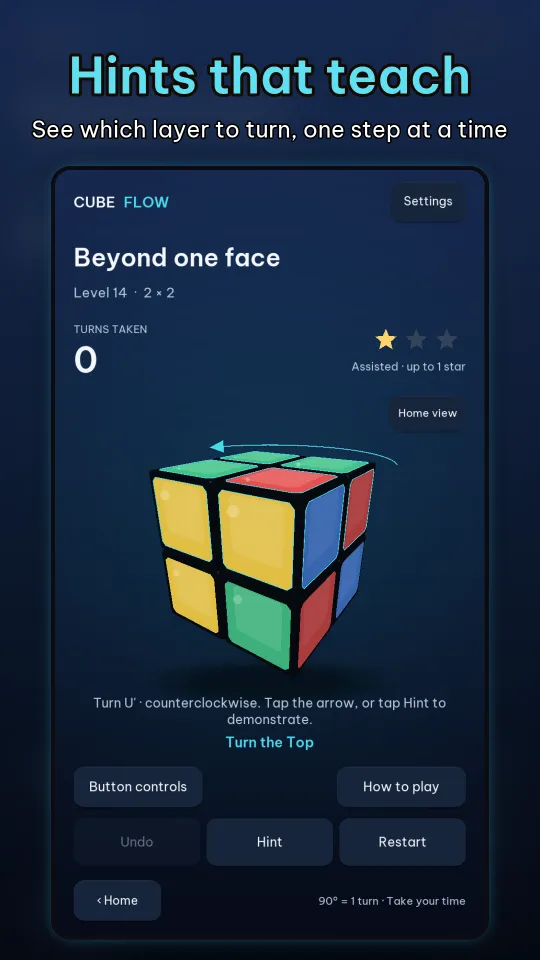 Hints that teach
See which layer to turn, one step at a time
CUBE FLOW
Settings
Beyond one face
Level 14 · 2 × 2
TURNS TAKEN
0
Assisted · up to 1 star
Home view
Turn U' · counterclockwise. Tap the arrow, or tap Hint to
demonstrate.
Turn the Top
Button controls
How to play
Undo
Hint
Restart
‹ Home
90° = 1 turn · Take your time